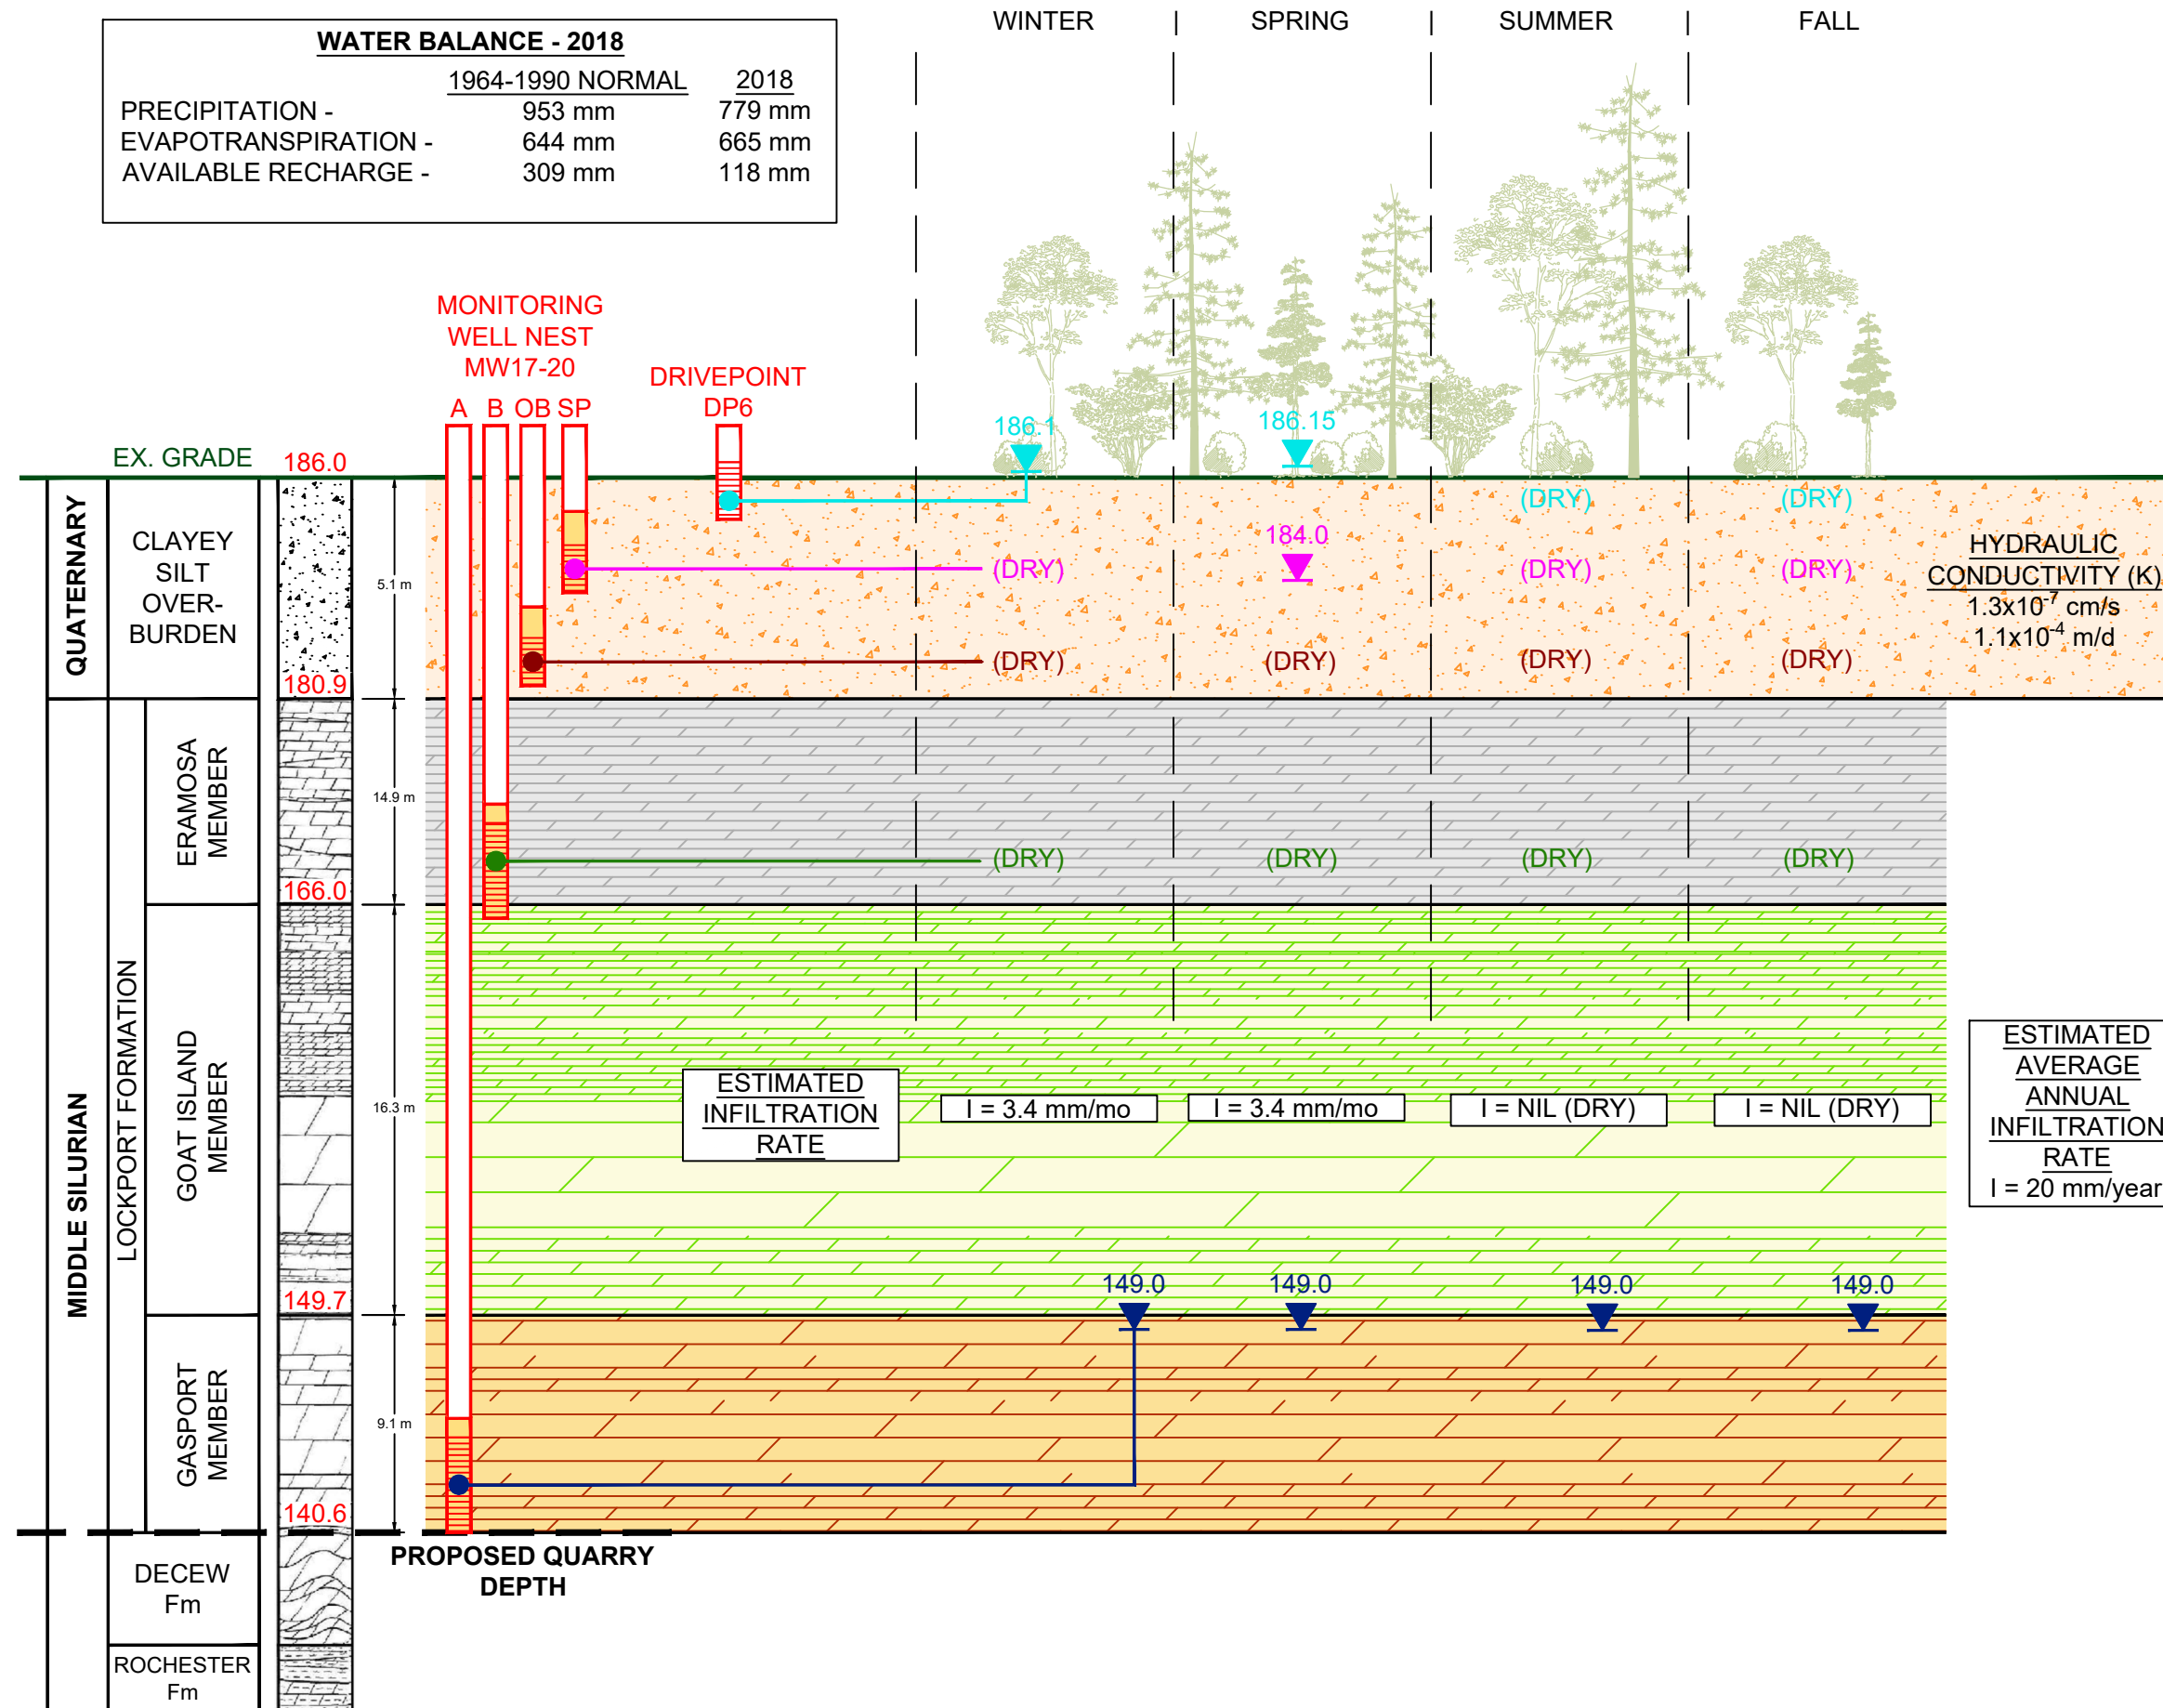 WATER BALANCE - 2018
1964-1990 NORMAL 2018
PRECIPITATION - 953 mm 779 mm
EVAPOTRANSPIRATION - 644 mm 665 mm
AVAILABLE RECHARGE - 309 mm 118 mm
WINTER | SPRING | SUMMER | FALL
MONITORING
WELL NEST
MW17-20
A B OB SP
DRIVEPOINT
DP6
186.1
186.15
EX. GRADE
186.0
(DRY)
(DRY)
QUATERNARY
CLAYEY
SILT
OVER-
BURDEN
5.1 m
184.0
(DRY)
(DRY)
(DRY)
(DRY)
(DRY)
(DRY)
(DRY)
HYDRAULIC
CONDUCTIVITY (K)
1.3x10-7 cm/s
1.1x10-4 m/d
180.9
MIDDLE SILURIAN
LOCKPORT FORMATION
ERAMOSA
MEMBER
14.9 m
(DRY)
(DRY)
(DRY)
(DRY)
166.0
GOAT ISLAND
MEMBER
16.3 m
ESTIMATED
INFILTRATION
RATE
I = 3.4 mm/mo
I = 3.4 mm/mo
I = NIL (DRY)
I = NIL (DRY)
ESTIMATED
AVERAGE
ANNUAL
INFILTRATION
RATE
I = 20 mm/year
149.7
149.0
149.0
149.0
149.0
GASPORT
MEMBER
9.1 m
140.6
PROPOSED QUARRY
DEPTH
DECEW
Fm
ROCHESTER
Fm